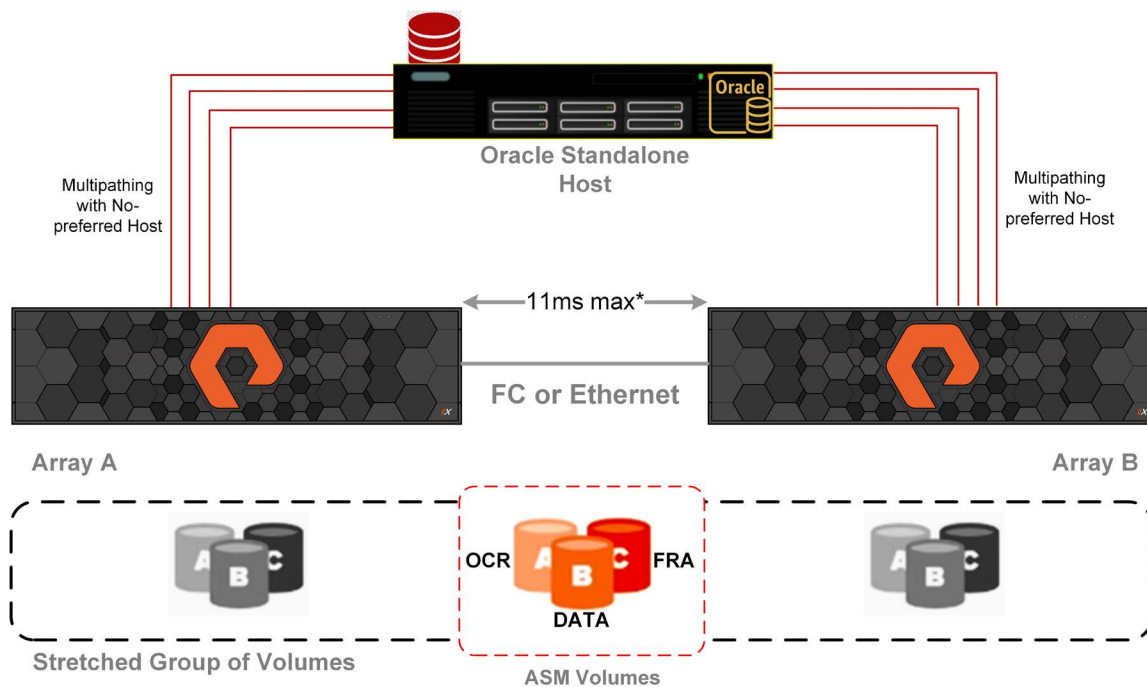 Oracle
Oracle Standalone
Host
Multipathing
with No-
preferred Host
Multipathing
with No-
preferred Host
11ms max*
FC or Ethernet
//X
//X
Array A
Array B
A
B
C
OCR
A
B
C
FRA
DATA
A
B
C
Stretched Group of Volumes
ASM Volumes